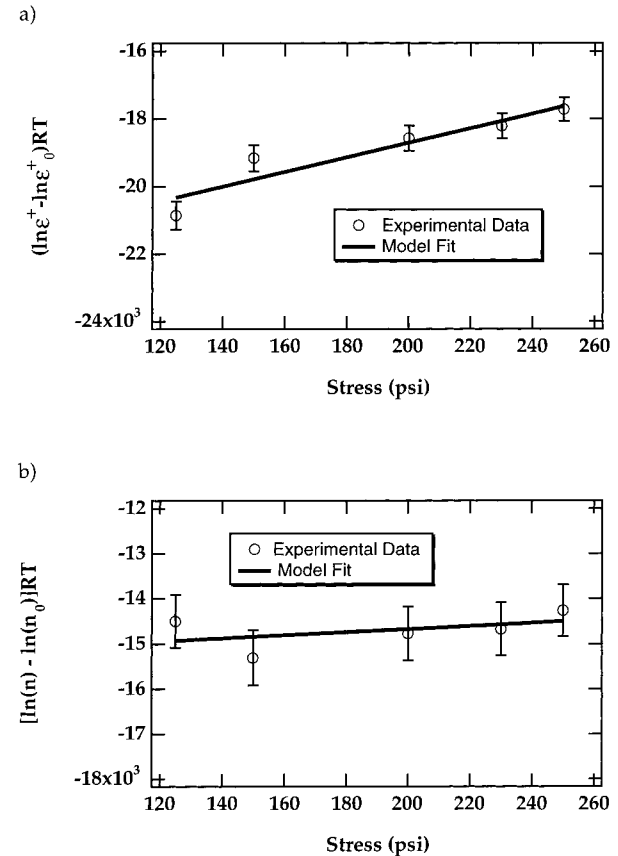 a)
-16
-18
-20
-22
-24x10³
(lnε⁺-lnε⁺₀)RT
Experimental Data
Model Fit
120 140 160 180 200 220 240 260
Stress (psi)
b)
-12
-13
-14
-15
-16
-17
-18x10³
[ln(n) - ln(n₀)]RT
Experimental Data
Model Fit
120 140 160 180 200 220 240 260
Stress (psi)